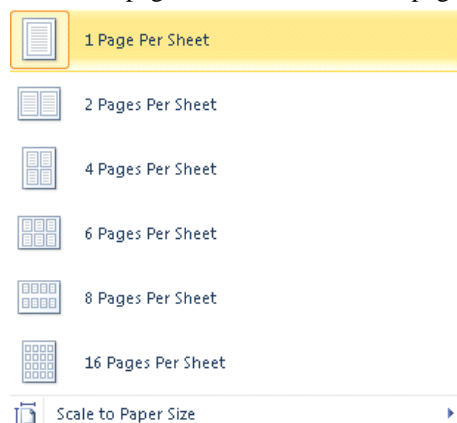 1 Page Per Sheet
2 Pages Per Sheet
4 Pages Per Sheet
6 Pages Per Sheet
8 Pages Per Sheet
16 Pages Per Sheet
Scale to Paper Size